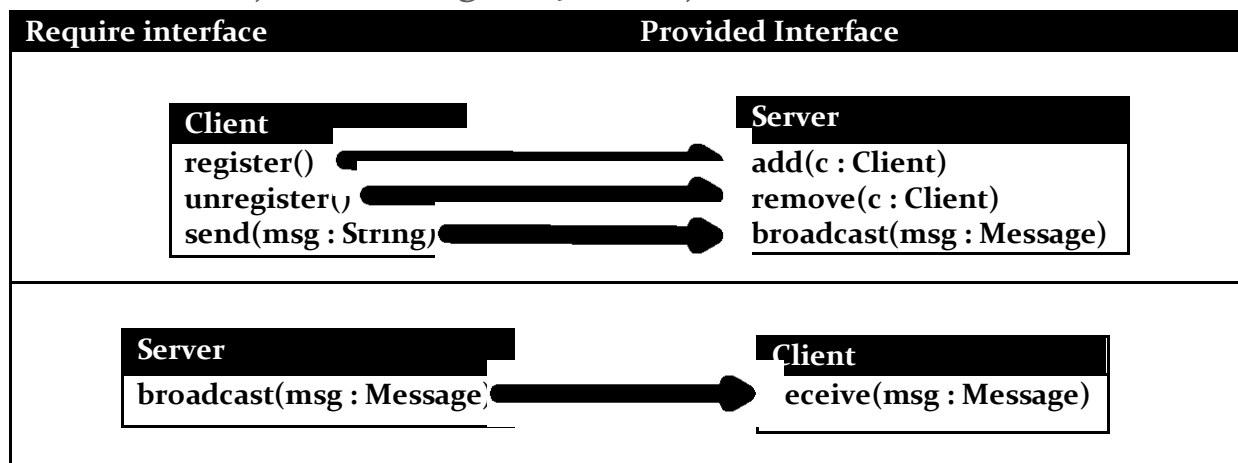 Require interface Provided Interface
Client
register()
unregister()
send(msg : String)
Server
add(c : Client)
remove(c : Client)
broadcast(msg : Message)
Server
broadcast(msg : Message)
Client
eceive(msg : Message)